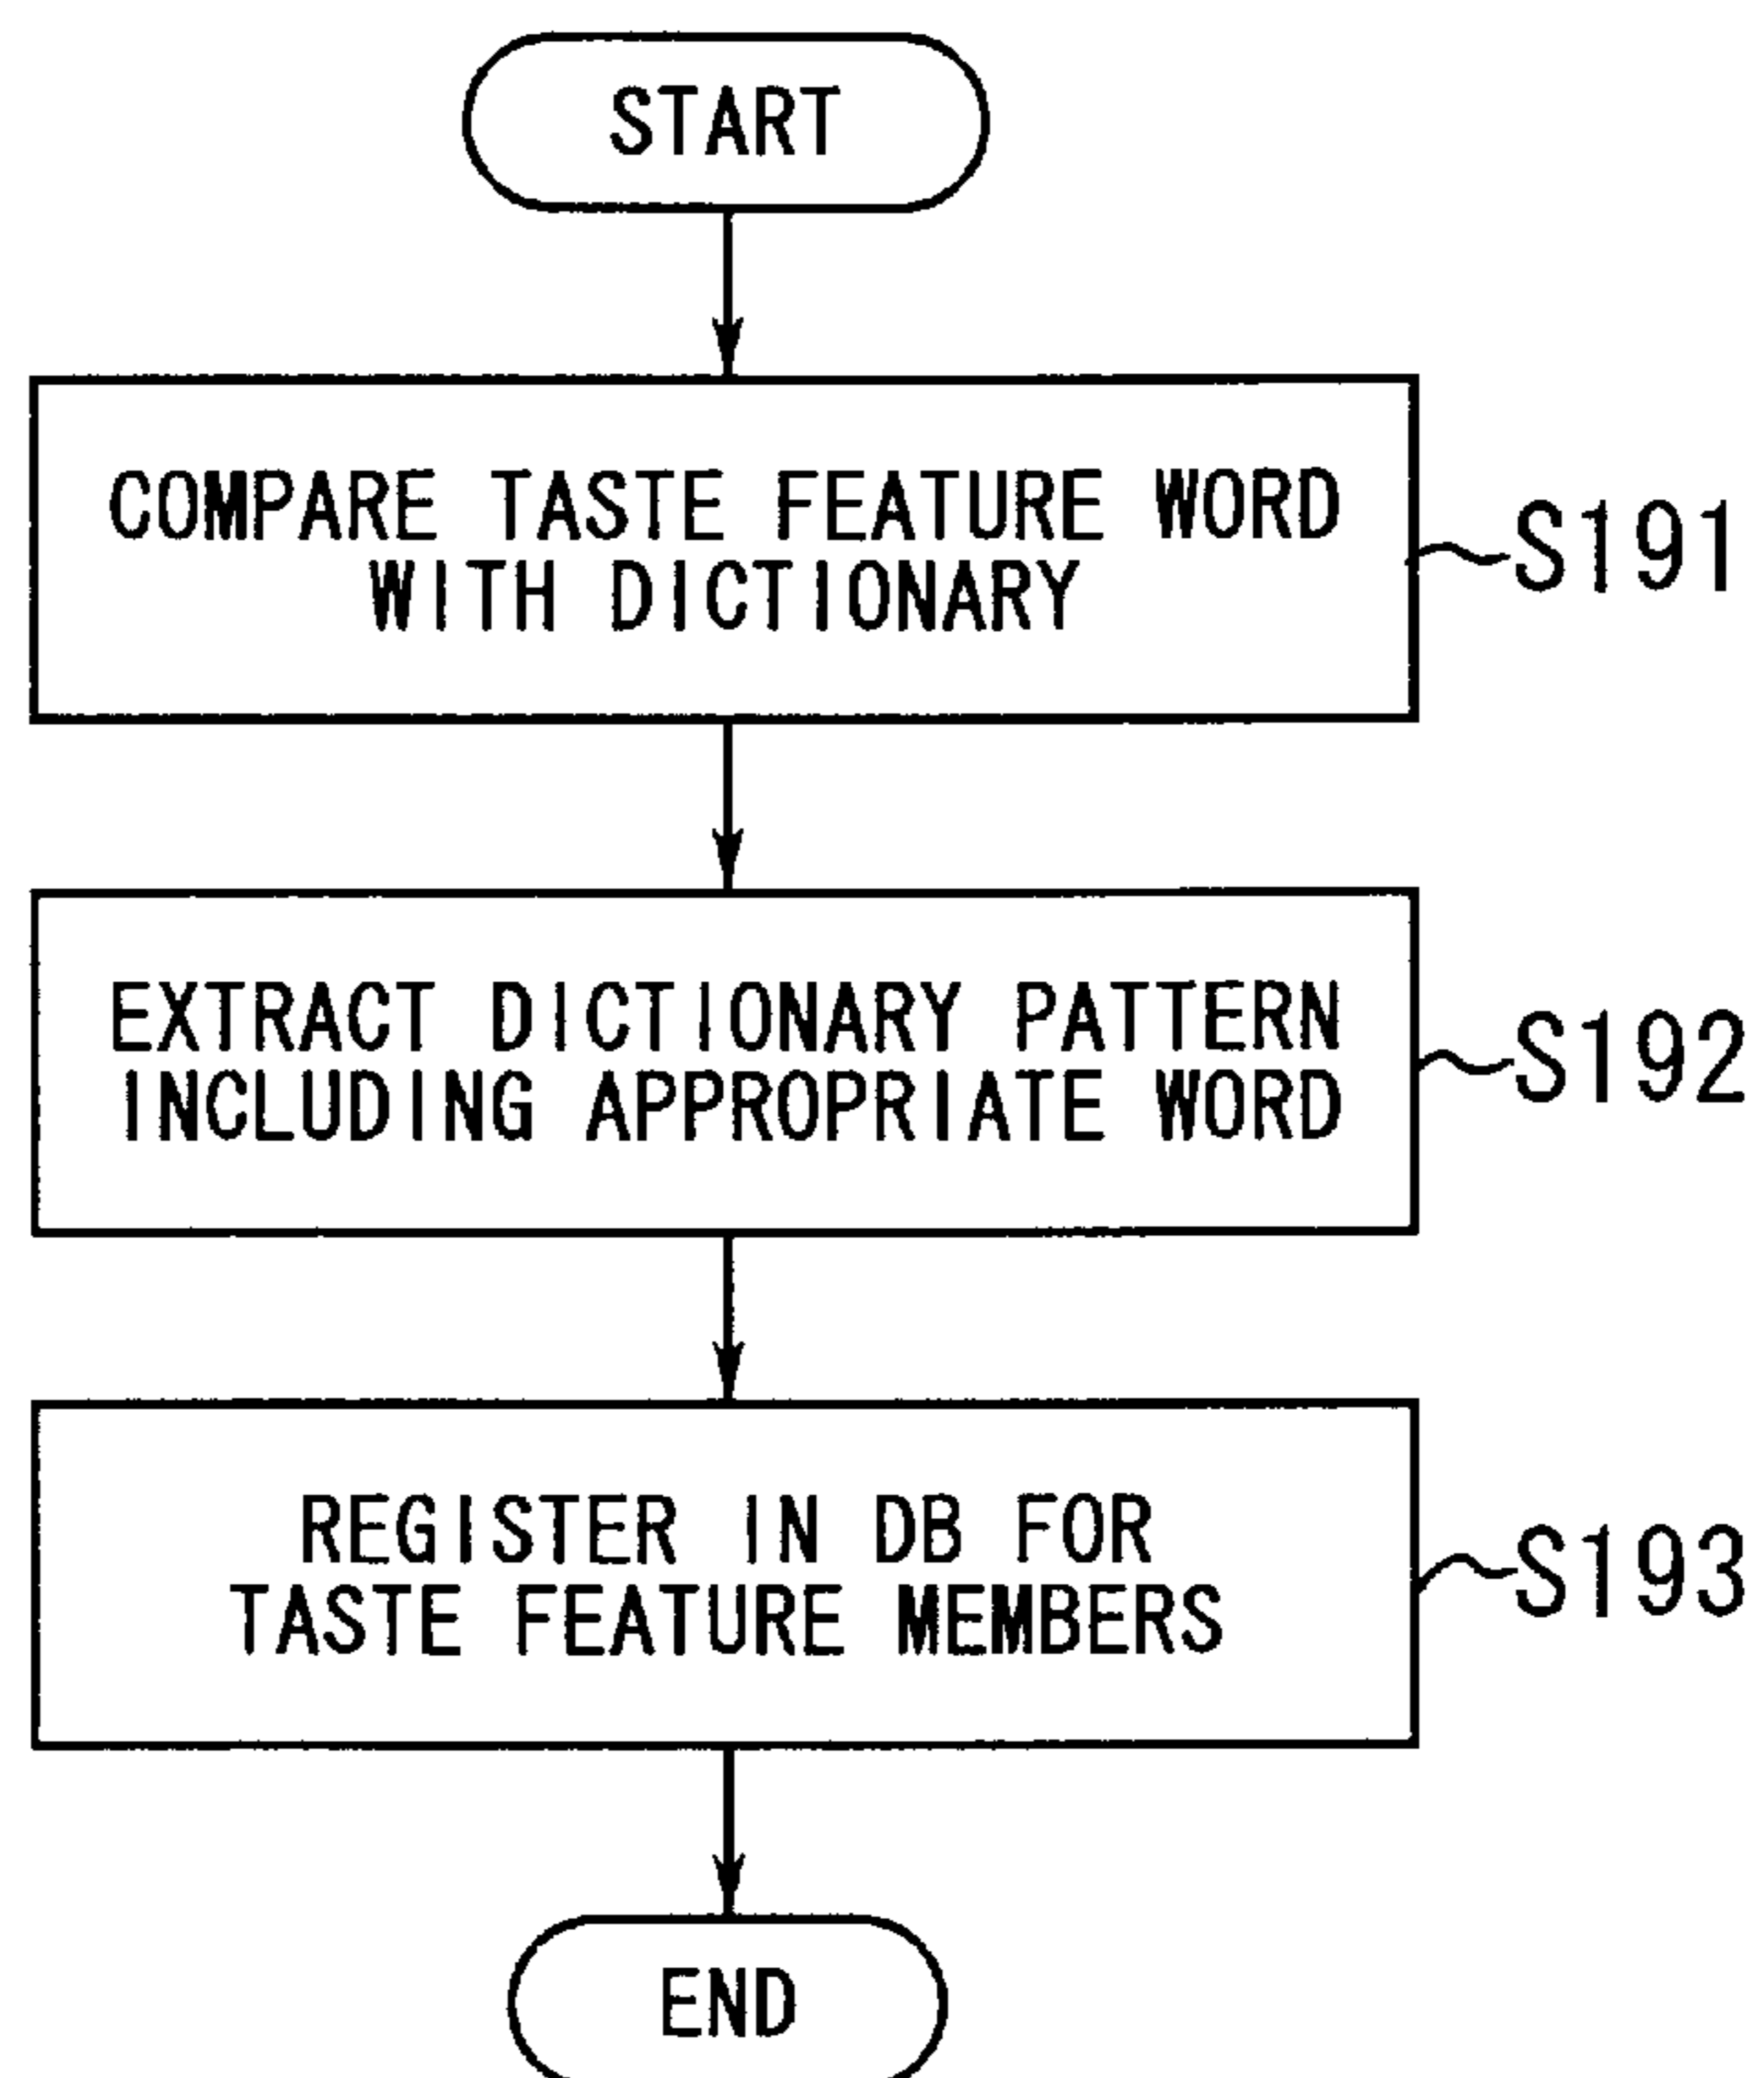 START
COMPARE TASTE FEATURE WORD
WITH DICTIONARY
S191
EXTRACT DICTIONARY PATTERN
INCLUDING APPROPRIATE WORD
S192
REGISTER IN DB FOR
TASTE FEATURE MEMBERS
S193
END